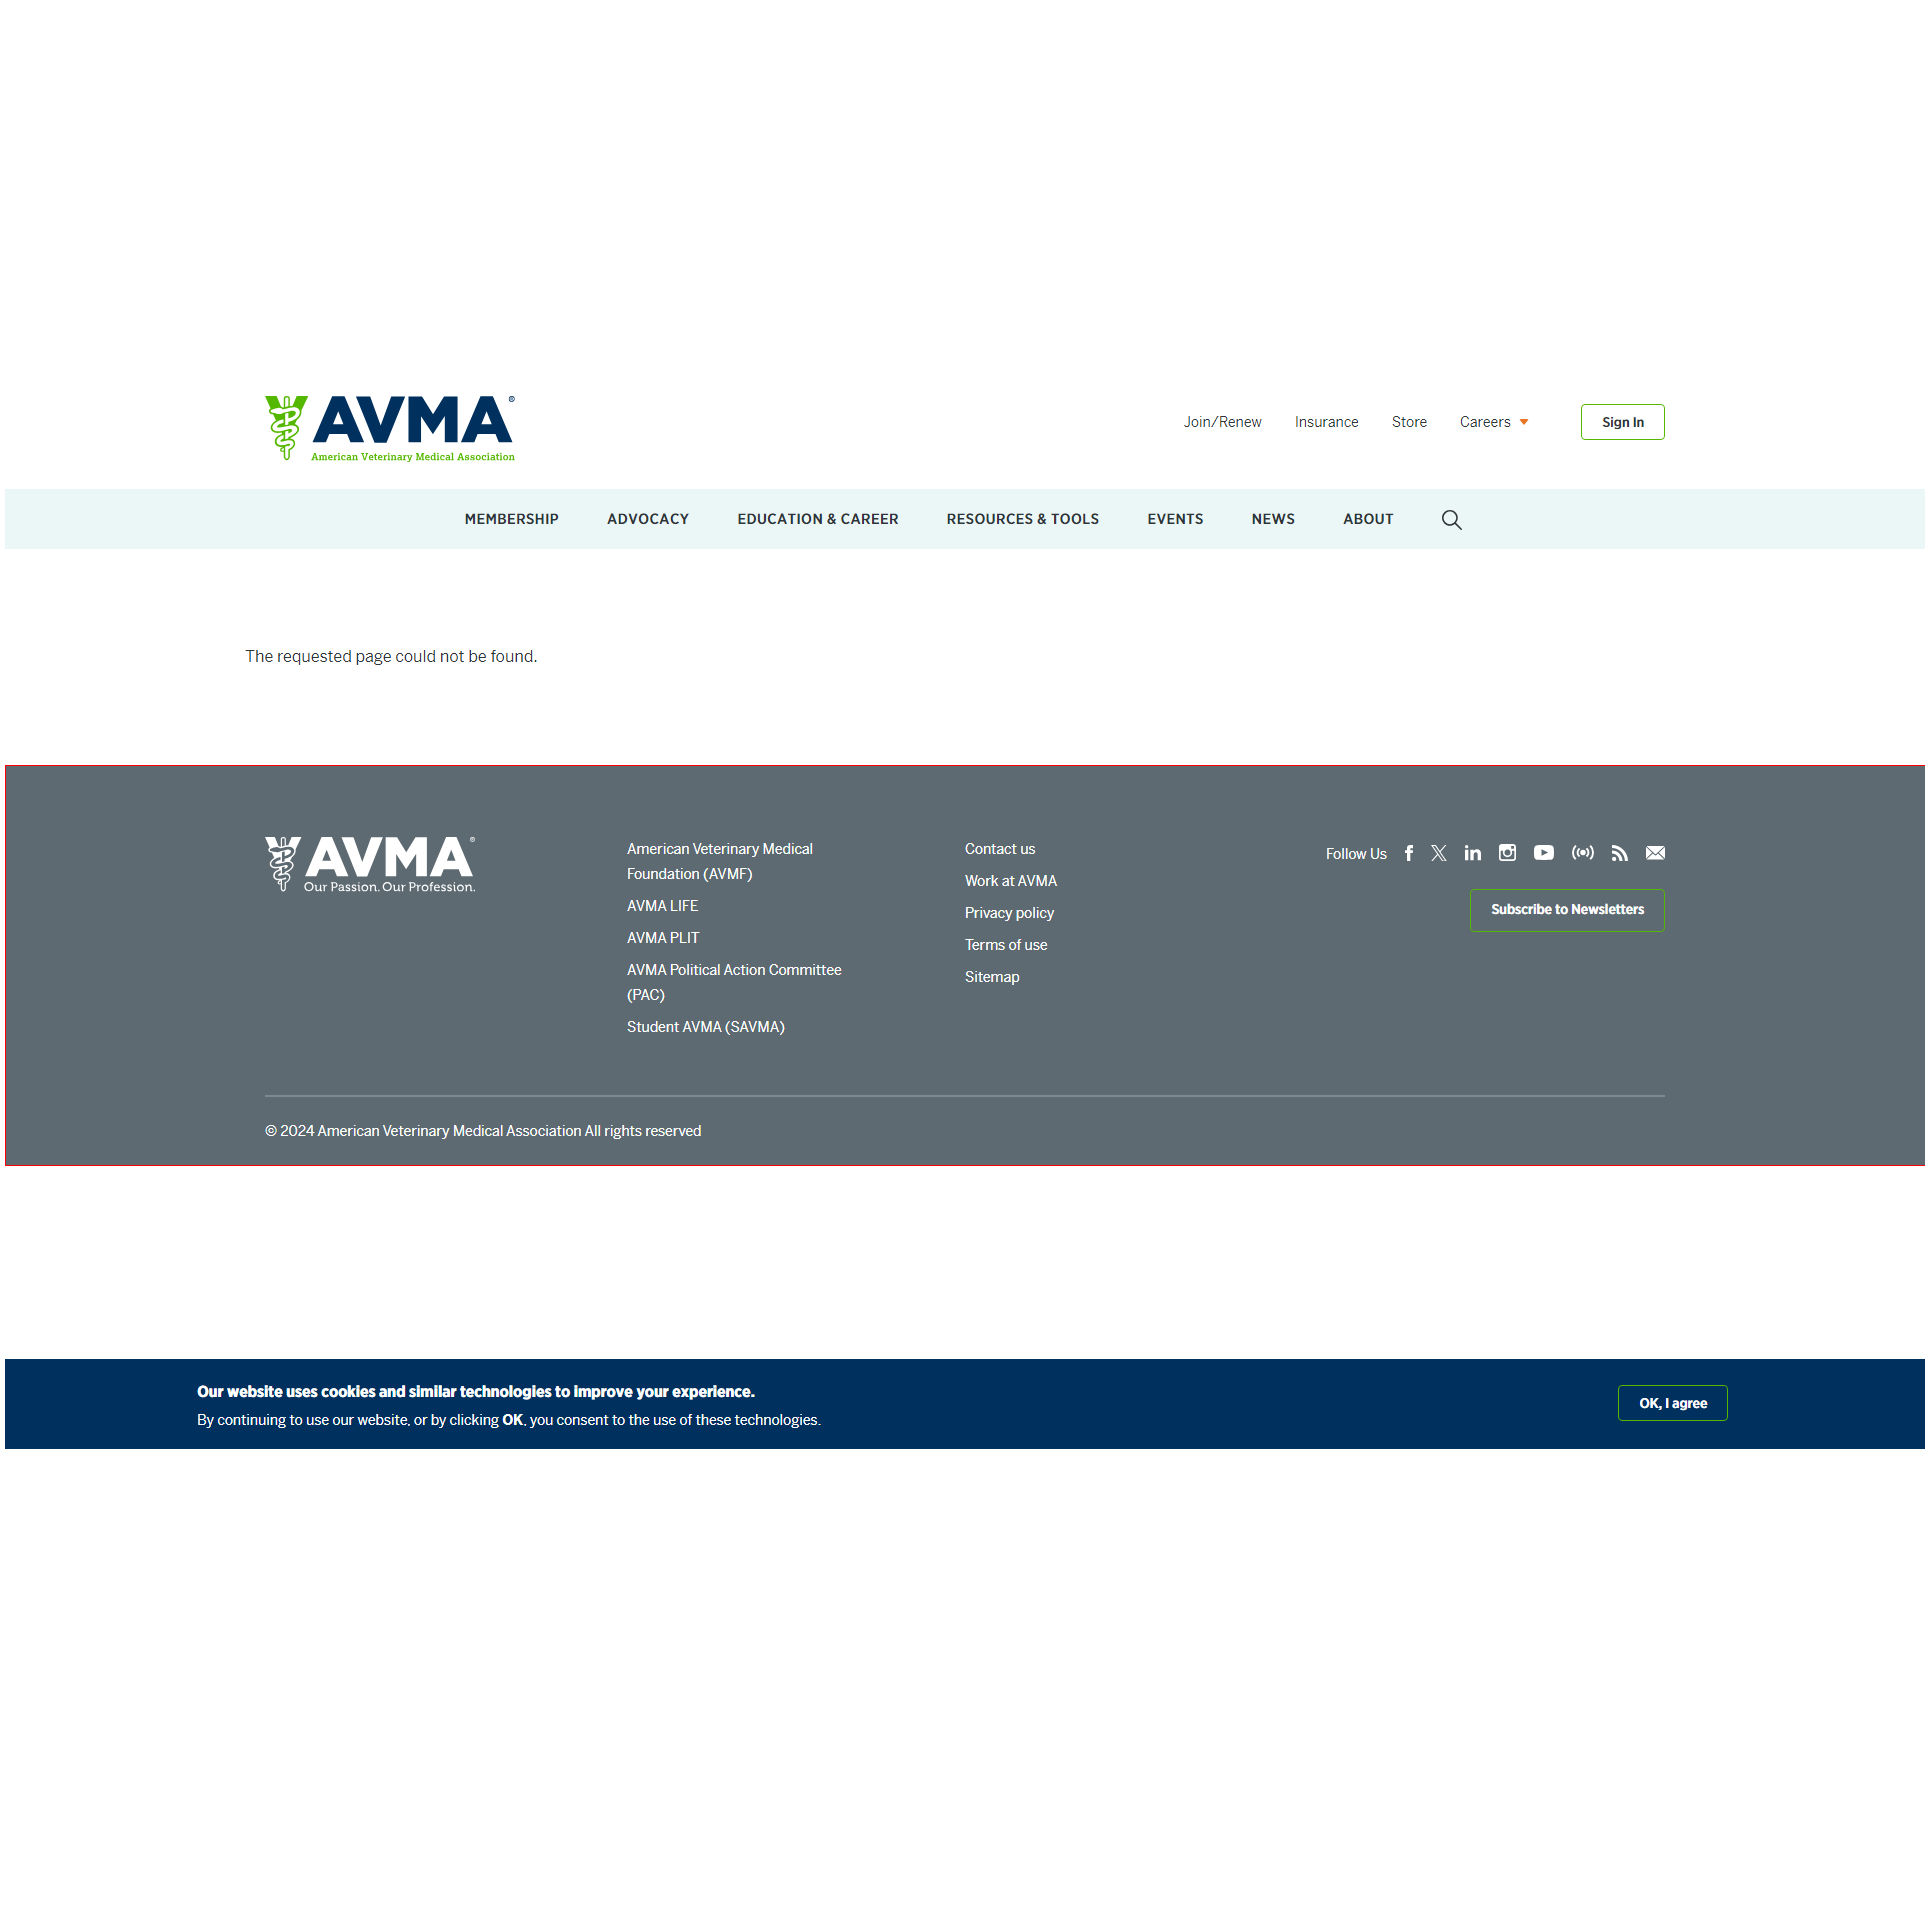 AVMA®
American Veterinary Medical Association
Join/Renew Insurance Store Careers Sign In
MEMBERSHIP ADVOCACY EDUCATION & CAREER RESOURCES & TOOLS EVENTS NEWS ABOUT
The requested page could not be found.
AVMA®
Our Passion. Our Profession.
American Veterinary Medical
Foundation (AVMF)
AVMA LIFE
AVMA PLIT
AVMA Political Action Committee
(PAC)
Student AVMA (SAVMA)
Contact us
Work at AVMA
Privacy policy
Terms of use
Sitemap
Follow Us
Subscribe to Newsletters
© 2024 American Veterinary Medical Association All rights reserved
Our website uses cookies and similar technologies to improve your experience.
By continuing to use our website, or by clicking OK, you consent to the use of these technologies.
OK, I agree